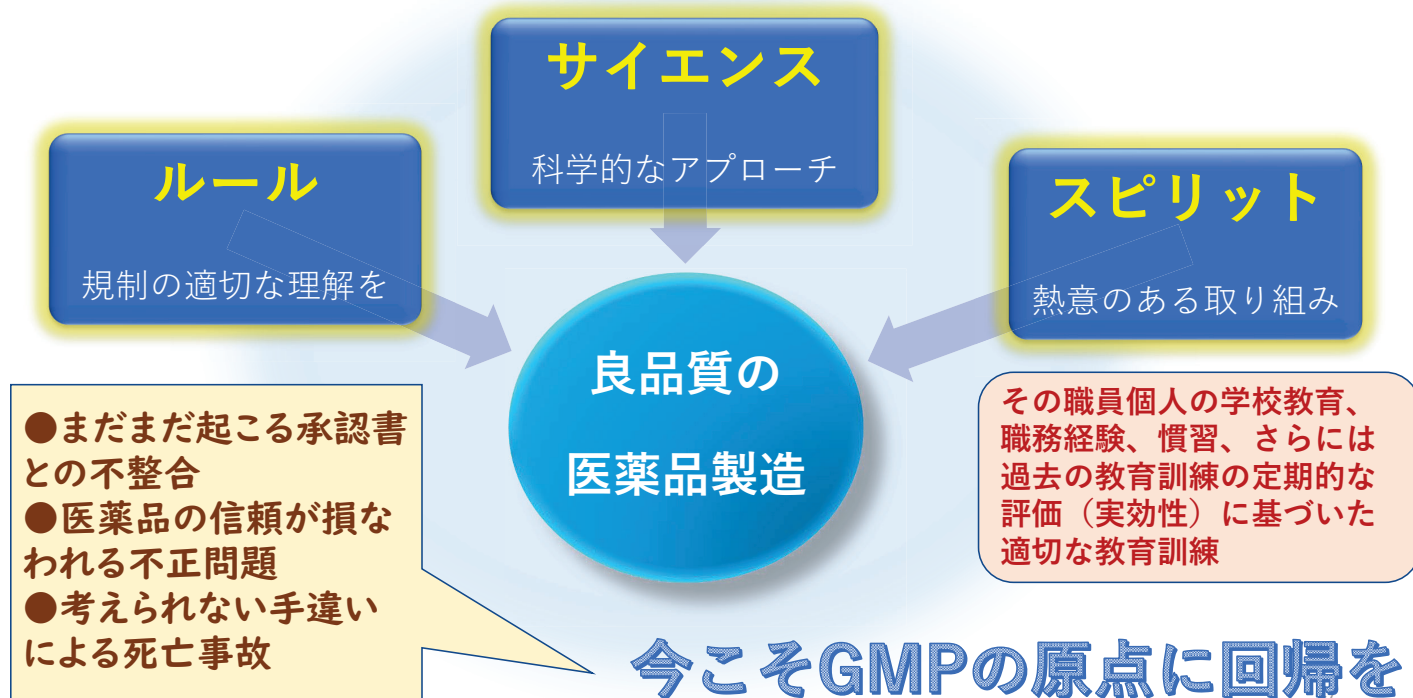 サイエンス
科学的なアプローチ
ルール
規制の適切な理解を
スピリット
熱意のある取り組み
良品質の
医薬品製造
●まだまだ起こる承認書
との不整合
●医薬品の信頼が損な
われる不正問題
●考えられない手違い
による死亡事故
その職員個人の学校教育、
職務経験、慣習、さらには
過去の教育訓練の定期的な
評価（実効性）に基づいた
適切な教育訓練
今こそGMPの原点に回帰を